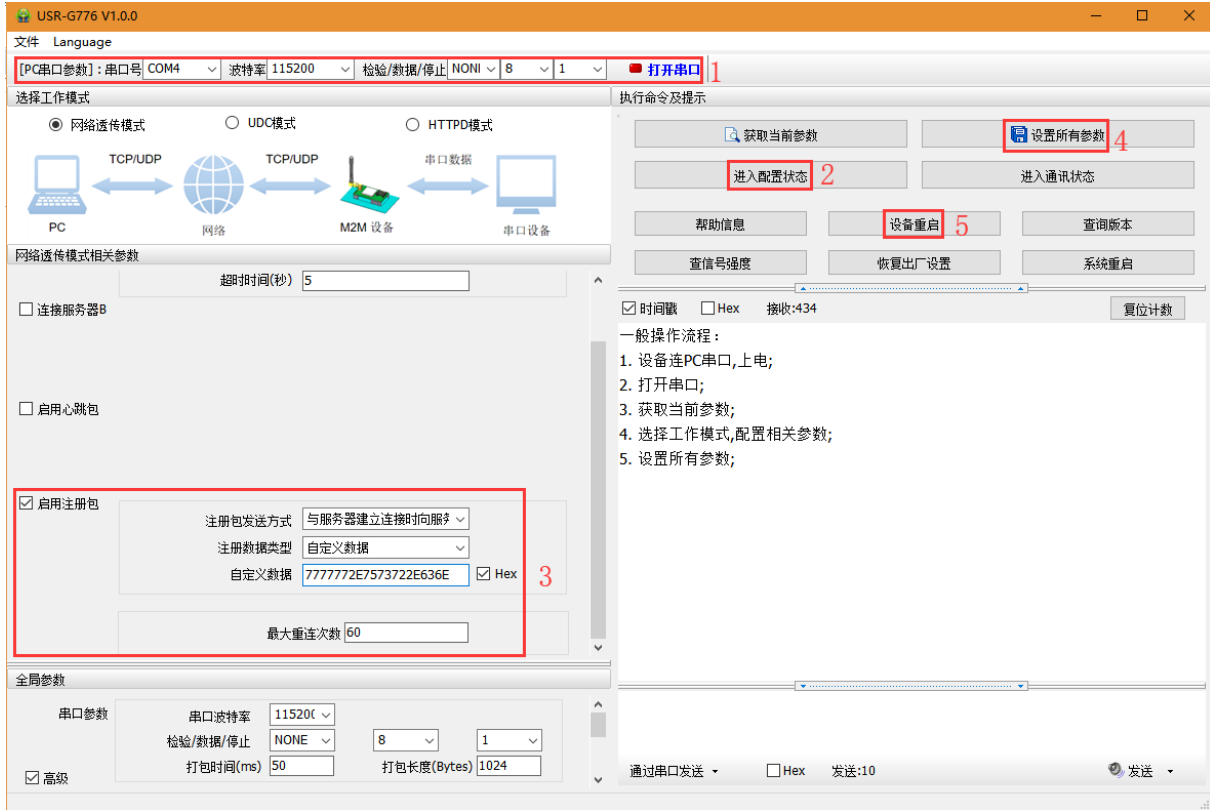 USR-G776 V1.0.0
文件 Language
[PC串口参数]：串口号 COM4 波特率 115200 检验/数据/停止 NONI 8 1 打开串口 1
选择工作模式
网络透传模式 UDC模式 HTTPD模式
TCP/UDP TCP/UDP 串口数据
PC 网络 M2M 设备 串口设备
网络透传模式相关参数
超时时间(秒) 5
连接服务器B
启用心跳包
启用注册包
注册包发送方式 与服务器建立连接时向服务
注册数据类型 自定义数据
自定义数据 7777772E7573722E636E Hex 3
最大重连次数 60
全局参数
串口参数 串口波特率 115200
检验/数据/停止 NONE 8 1
打包时间(ms) 50 打包长度(Bytes) 1024
高级
执行命令及提示
获取当前参数 设置所有参数 4
进入配置状态 2 进入通讯状态
帮助信息 设备重启 5 查询版本
查信号强度 恢复出厂设置 系统重启
时间戳 Hex 接收:434 复位计数
一般操作流程：
1. 设备连PC串口,上电;
2. 打开串口;
3. 获取当前参数;
4. 选择工作模式,配置相关参数;
5. 设置所有参数;
通过串口发送 Hex 发送:10 发送